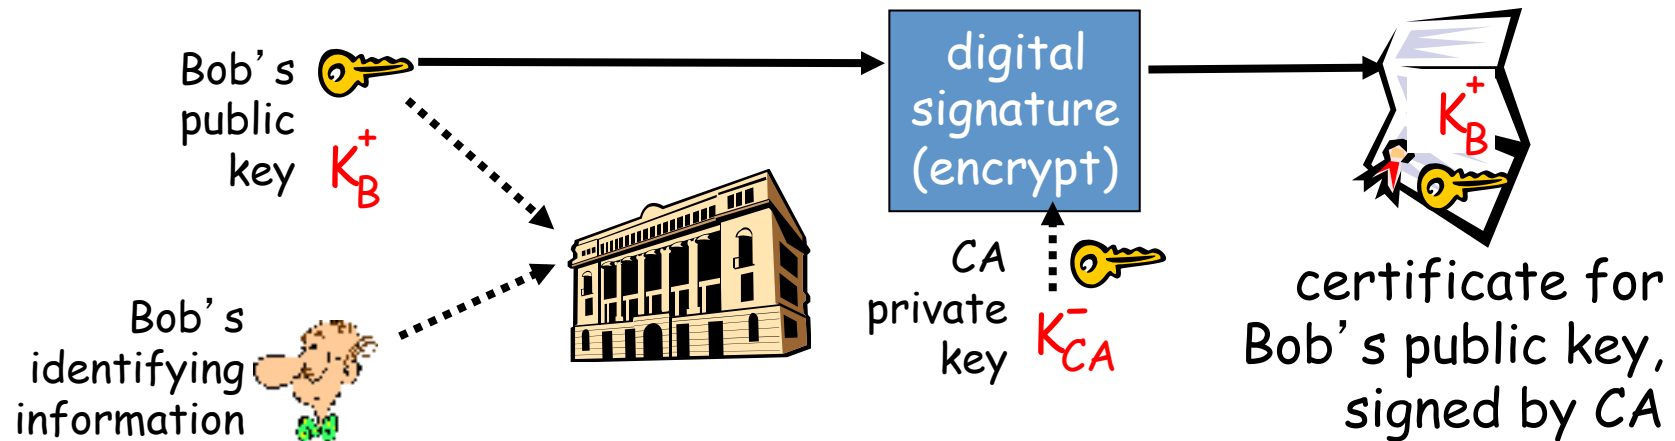 Bob's
public
key
K+B
digital
signature
(encrypt)
K+B
CA
private
key
K-CA
Bob's
identifying
information
certificate for
Bob's public key,
signed by CA